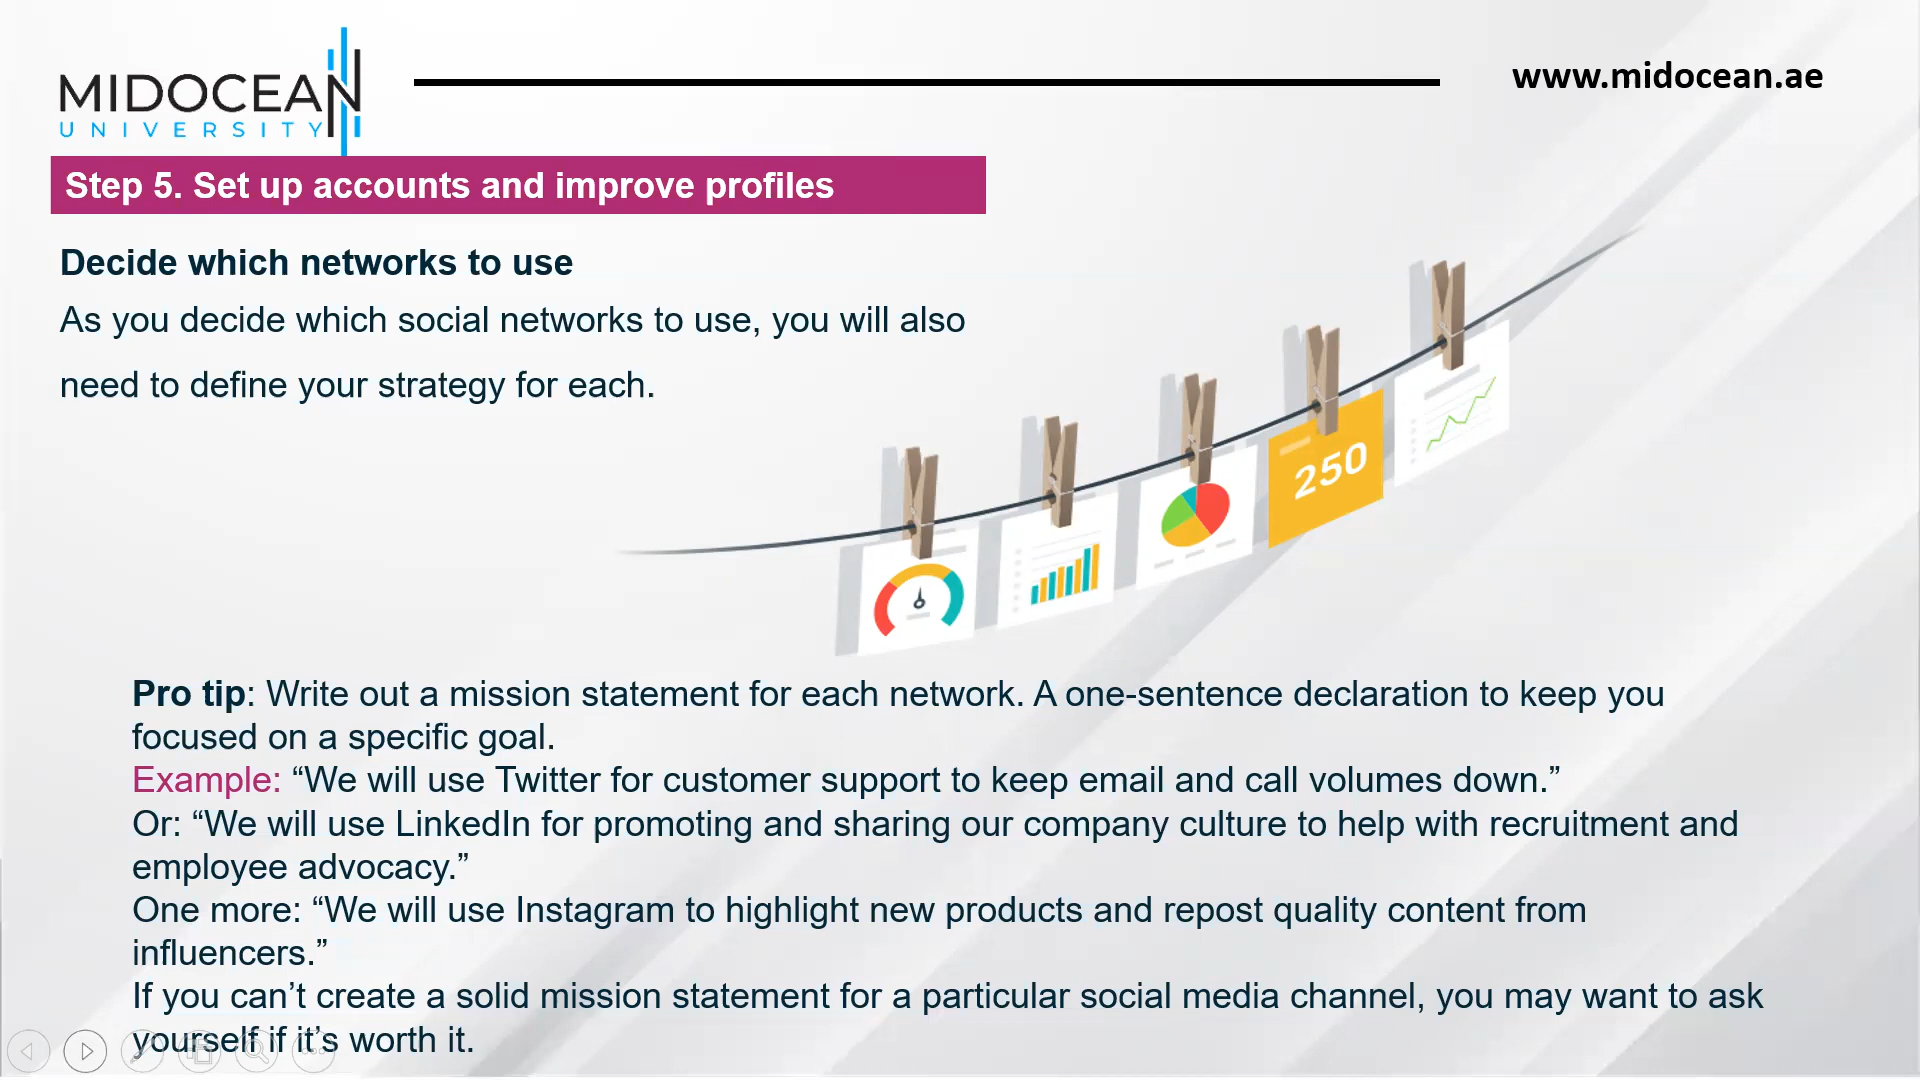 MIDOCEAN
UNIVERSITY
www.midocean.ae
Step 5. Set up accounts and improve profiles
Decide which networks to use
As you decide which social networks to use, you will also
need to define your strategy for each.
250
Pro tip: Write out a mission statement for each network. A one-sentence declaration to keep you
focused on a specific goal.
Example: “We will use Twitter for customer support to keep email and call volumes down.”
Or: “We will use LinkedIn for promoting and sharing our company culture to help with recruitment and
employee advocacy.”
One more: “We will use Instagram to highlight new products and repost quality content from
influencers.”
If you can’t create a solid mission statement for a particular social media channel, you may want to ask
yourself if it’s worth it.